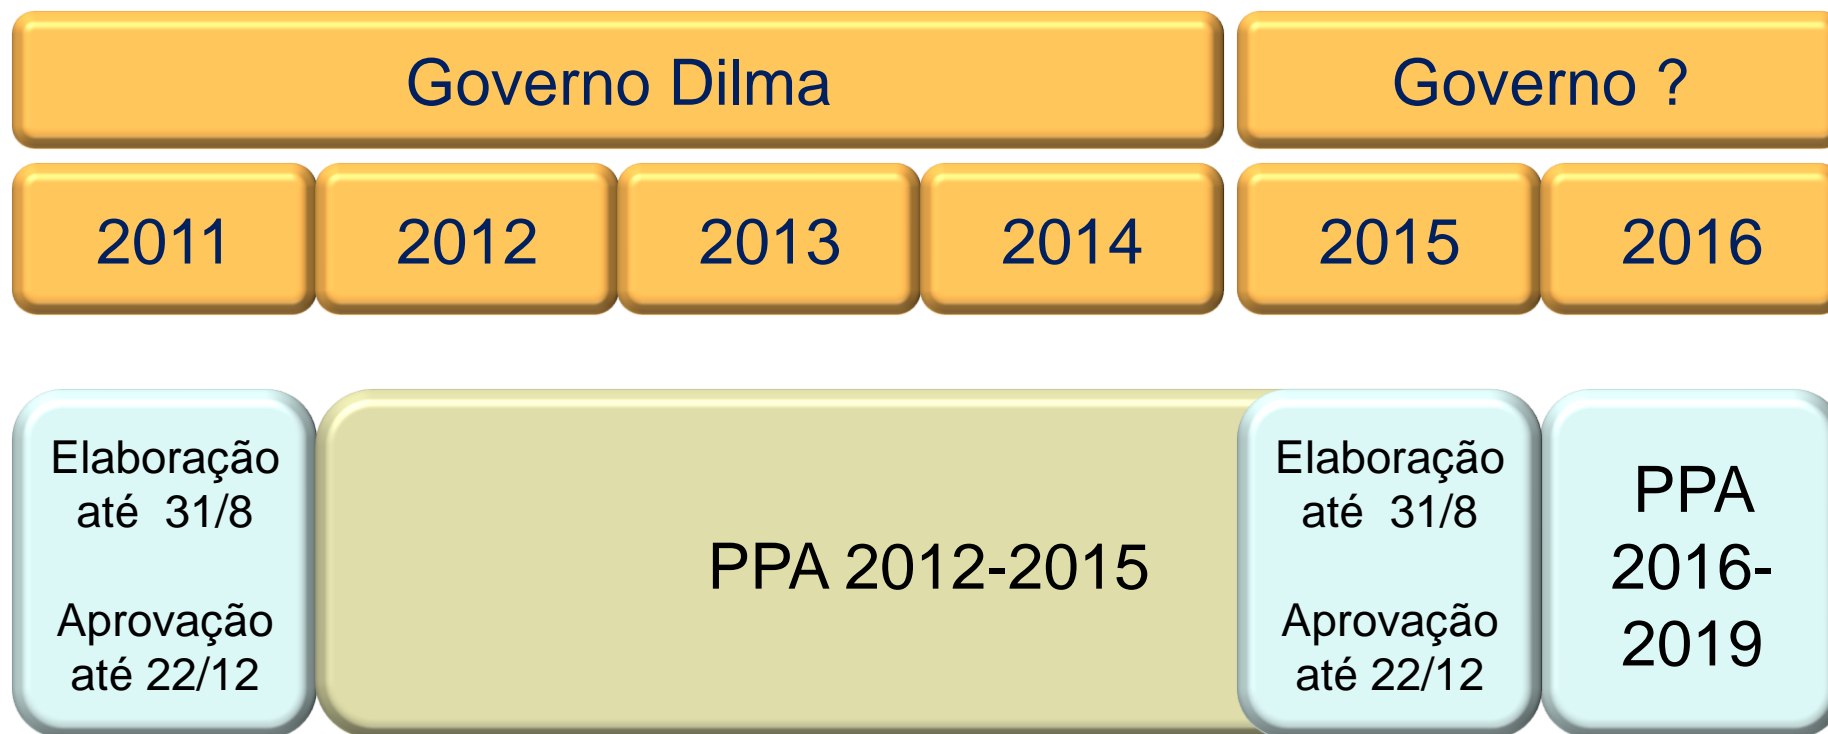 Governo Dilma
Governo ?
2011
2012
2013
2014
2015
2016
Elaboração
até 31/8
Aprovação
até 22/12
PPA 2012-2015
Elaboração
até 31/8
Aprovação
até 22/12
PPA
2016-
2019